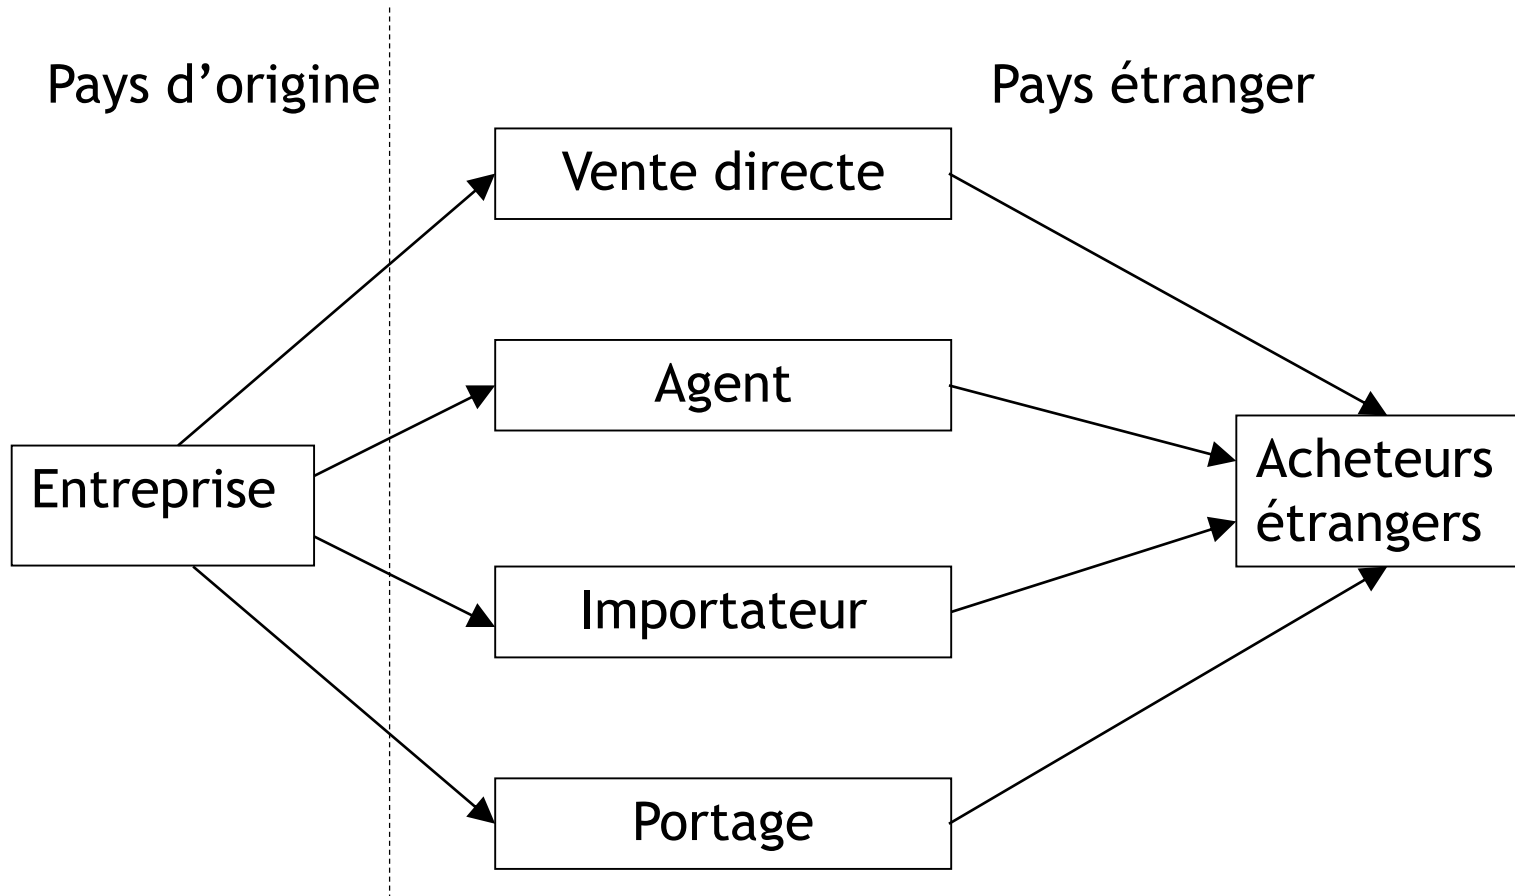 Pays d’origine
Pays étranger
Vente directe
Agent
Entreprise
Acheteurs
étrangers
Importateur
Portage